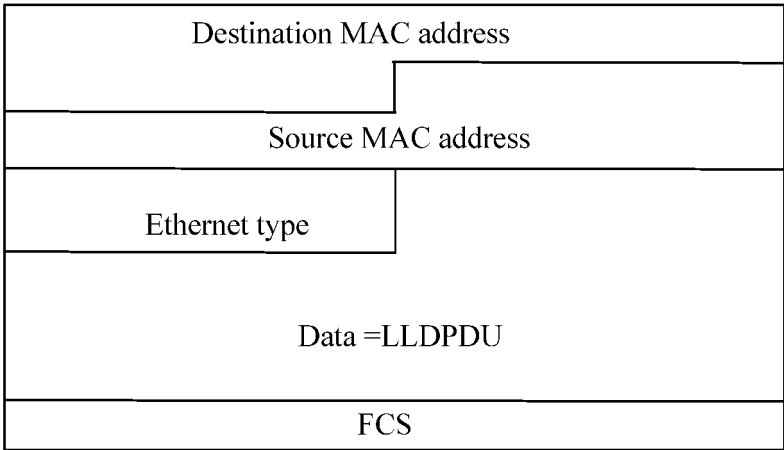 Destination MAC address
Source MAC address
Ethernet type
Data =LLDPDU
FCS